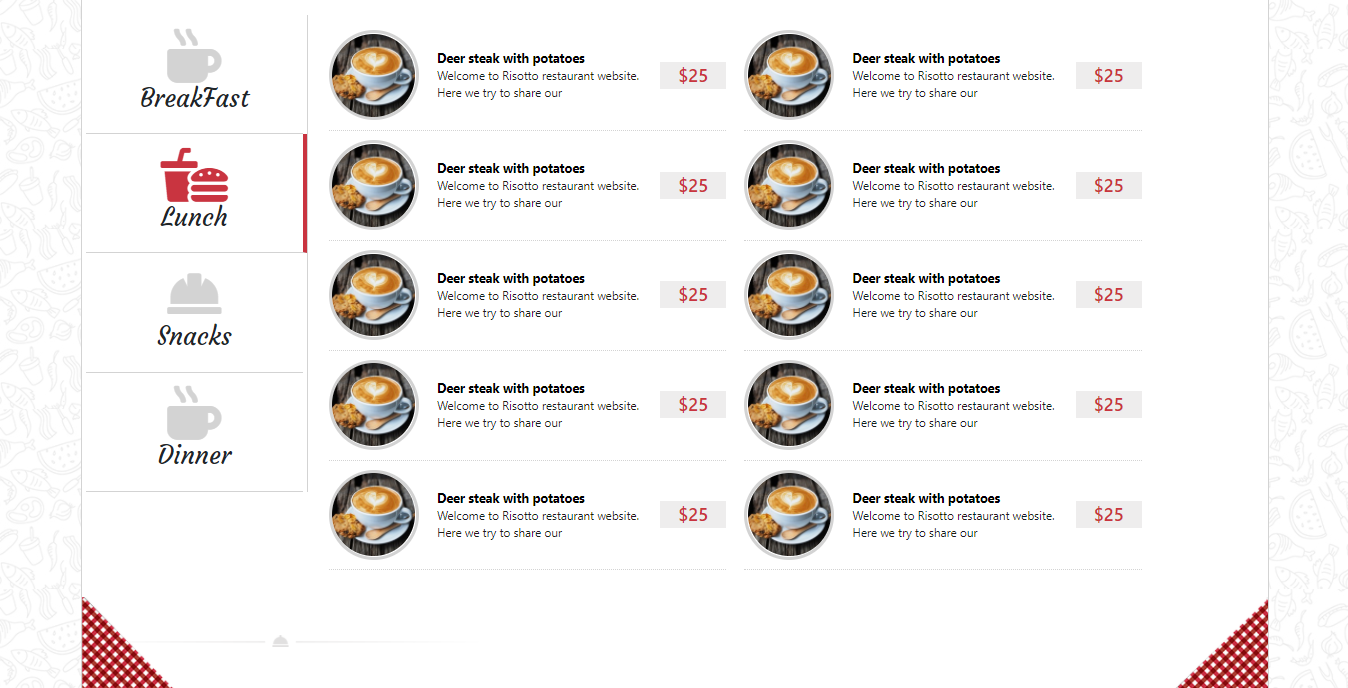 BreakFast
Lunch
Snacks
Dinner
Deer steak with potatoes
Welcome to Risotto restaurant website.
Here we try to share our
$25
Deer steak with potatoes
Welcome to Risotto restaurant website.
Here we try to share our
$25
Deer steak with potatoes
Welcome to Risotto restaurant website.
Here we try to share our
$25
Deer steak with potatoes
Welcome to Risotto restaurant website.
Here we try to share our
$25
Deer steak with potatoes
Welcome to Risotto restaurant website.
Here we try to share our
$25
Deer steak with potatoes
Welcome to Risotto restaurant website.
Here we try to share our
$25
Deer steak with potatoes
Welcome to Risotto restaurant website.
Here we try to share our
$25
Deer steak with potatoes
Welcome to Risotto restaurant website.
Here we try to share our
$25
Deer steak with potatoes
Welcome to Risotto restaurant website.
Here we try to share our
$25
Deer steak with potatoes
Welcome to Risotto restaurant website.
Here we try to share our
$25